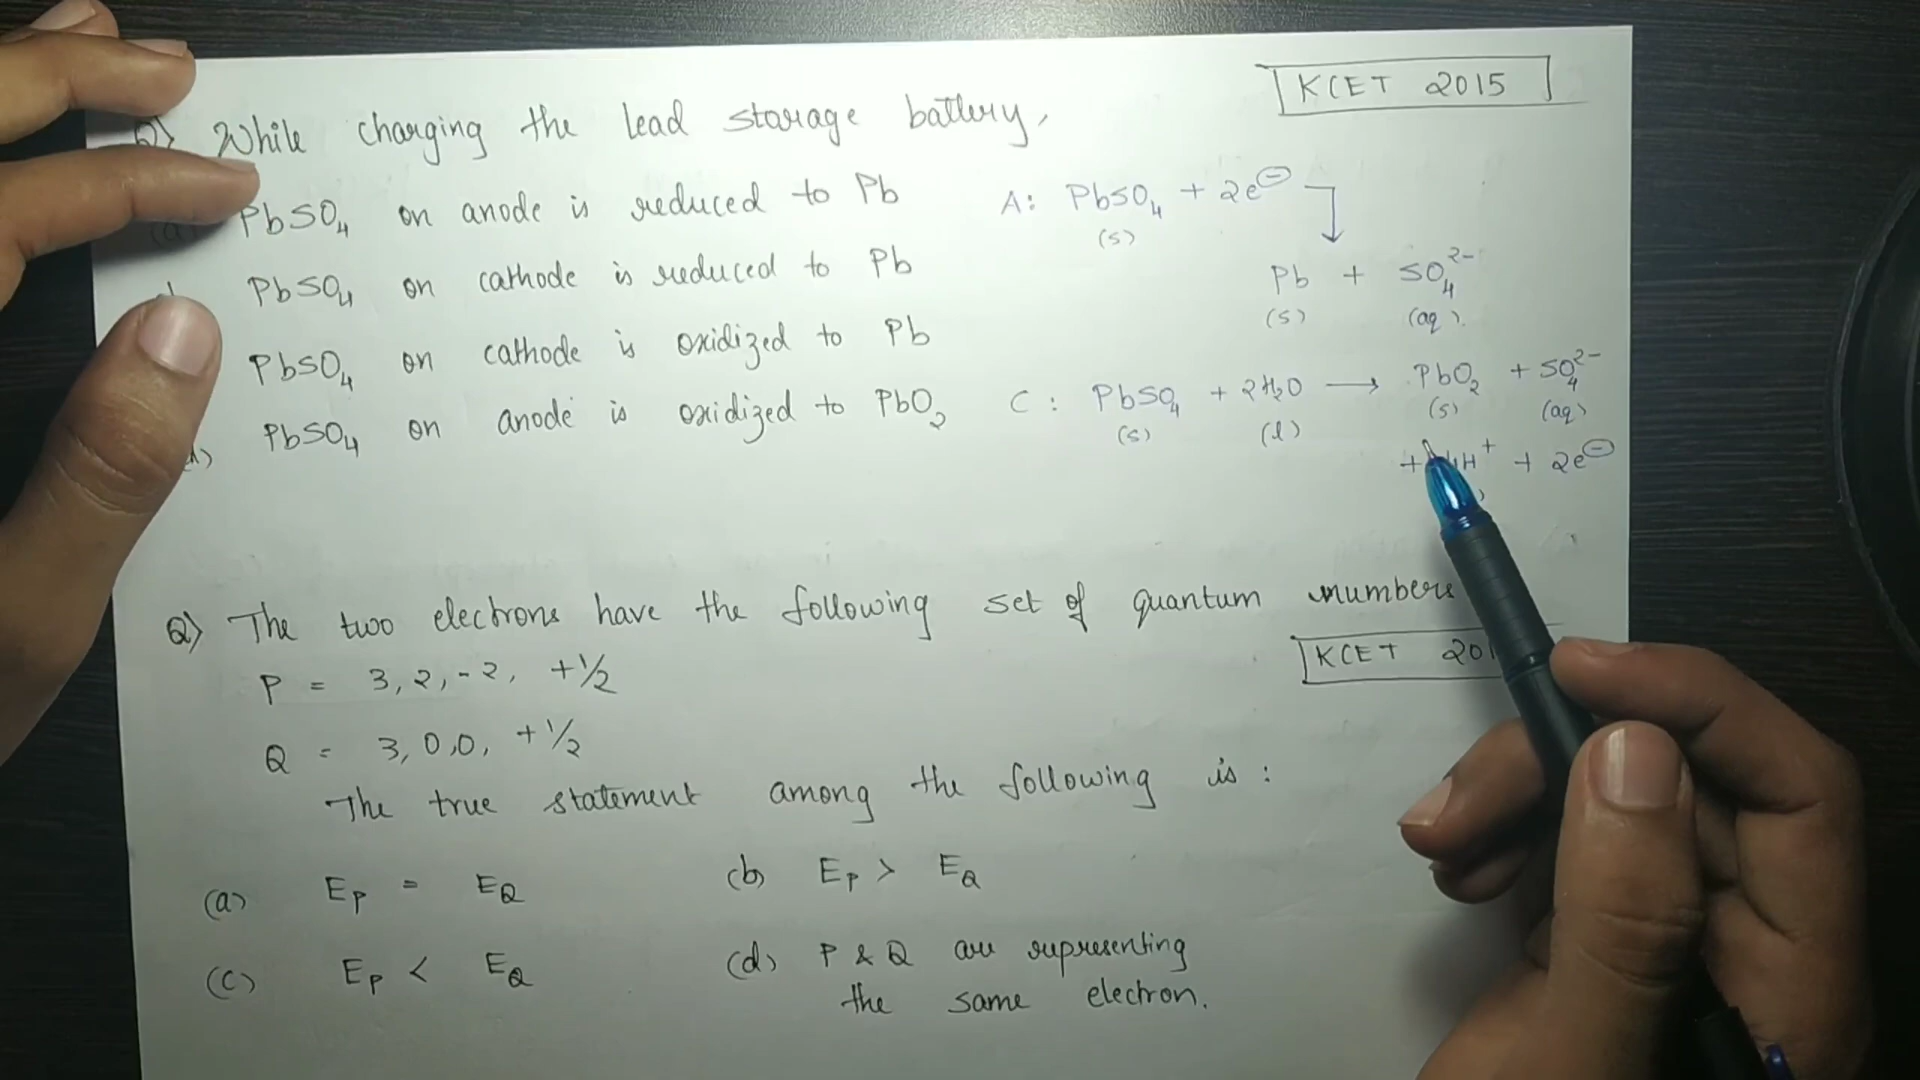 KCET 2015
Q) While charging the lead storage battery,
(a) PbSO₄ on anode is reduced to Pb
PbSO₄ on cathode is reduced to Pb
PbSO₄ on cathode is oxidized to Pb
PbSO₄ on anode is oxidized to PbO₂
A: PbSO₄ + 2e⊖
(s)
Pb + SO₄²⁻
(s) (aq).
C: PbSO₄ + 2H₂O → PbO₂ + SO₄²⁻
(s) (l) (s) (aq)
+ H⁺ + 2e⊖
Q) The two electrons have the following set of quantum numbers
KCET
P = 3, 2, -2, +1/2
Q = 3, 0, 0, +1/2
The true statement among the following is :
(a) Eₚ = E_Q
(b) Eₚ > E_Q
(c) Eₚ < E_Q
(d) P & Q are representing
the same electron.